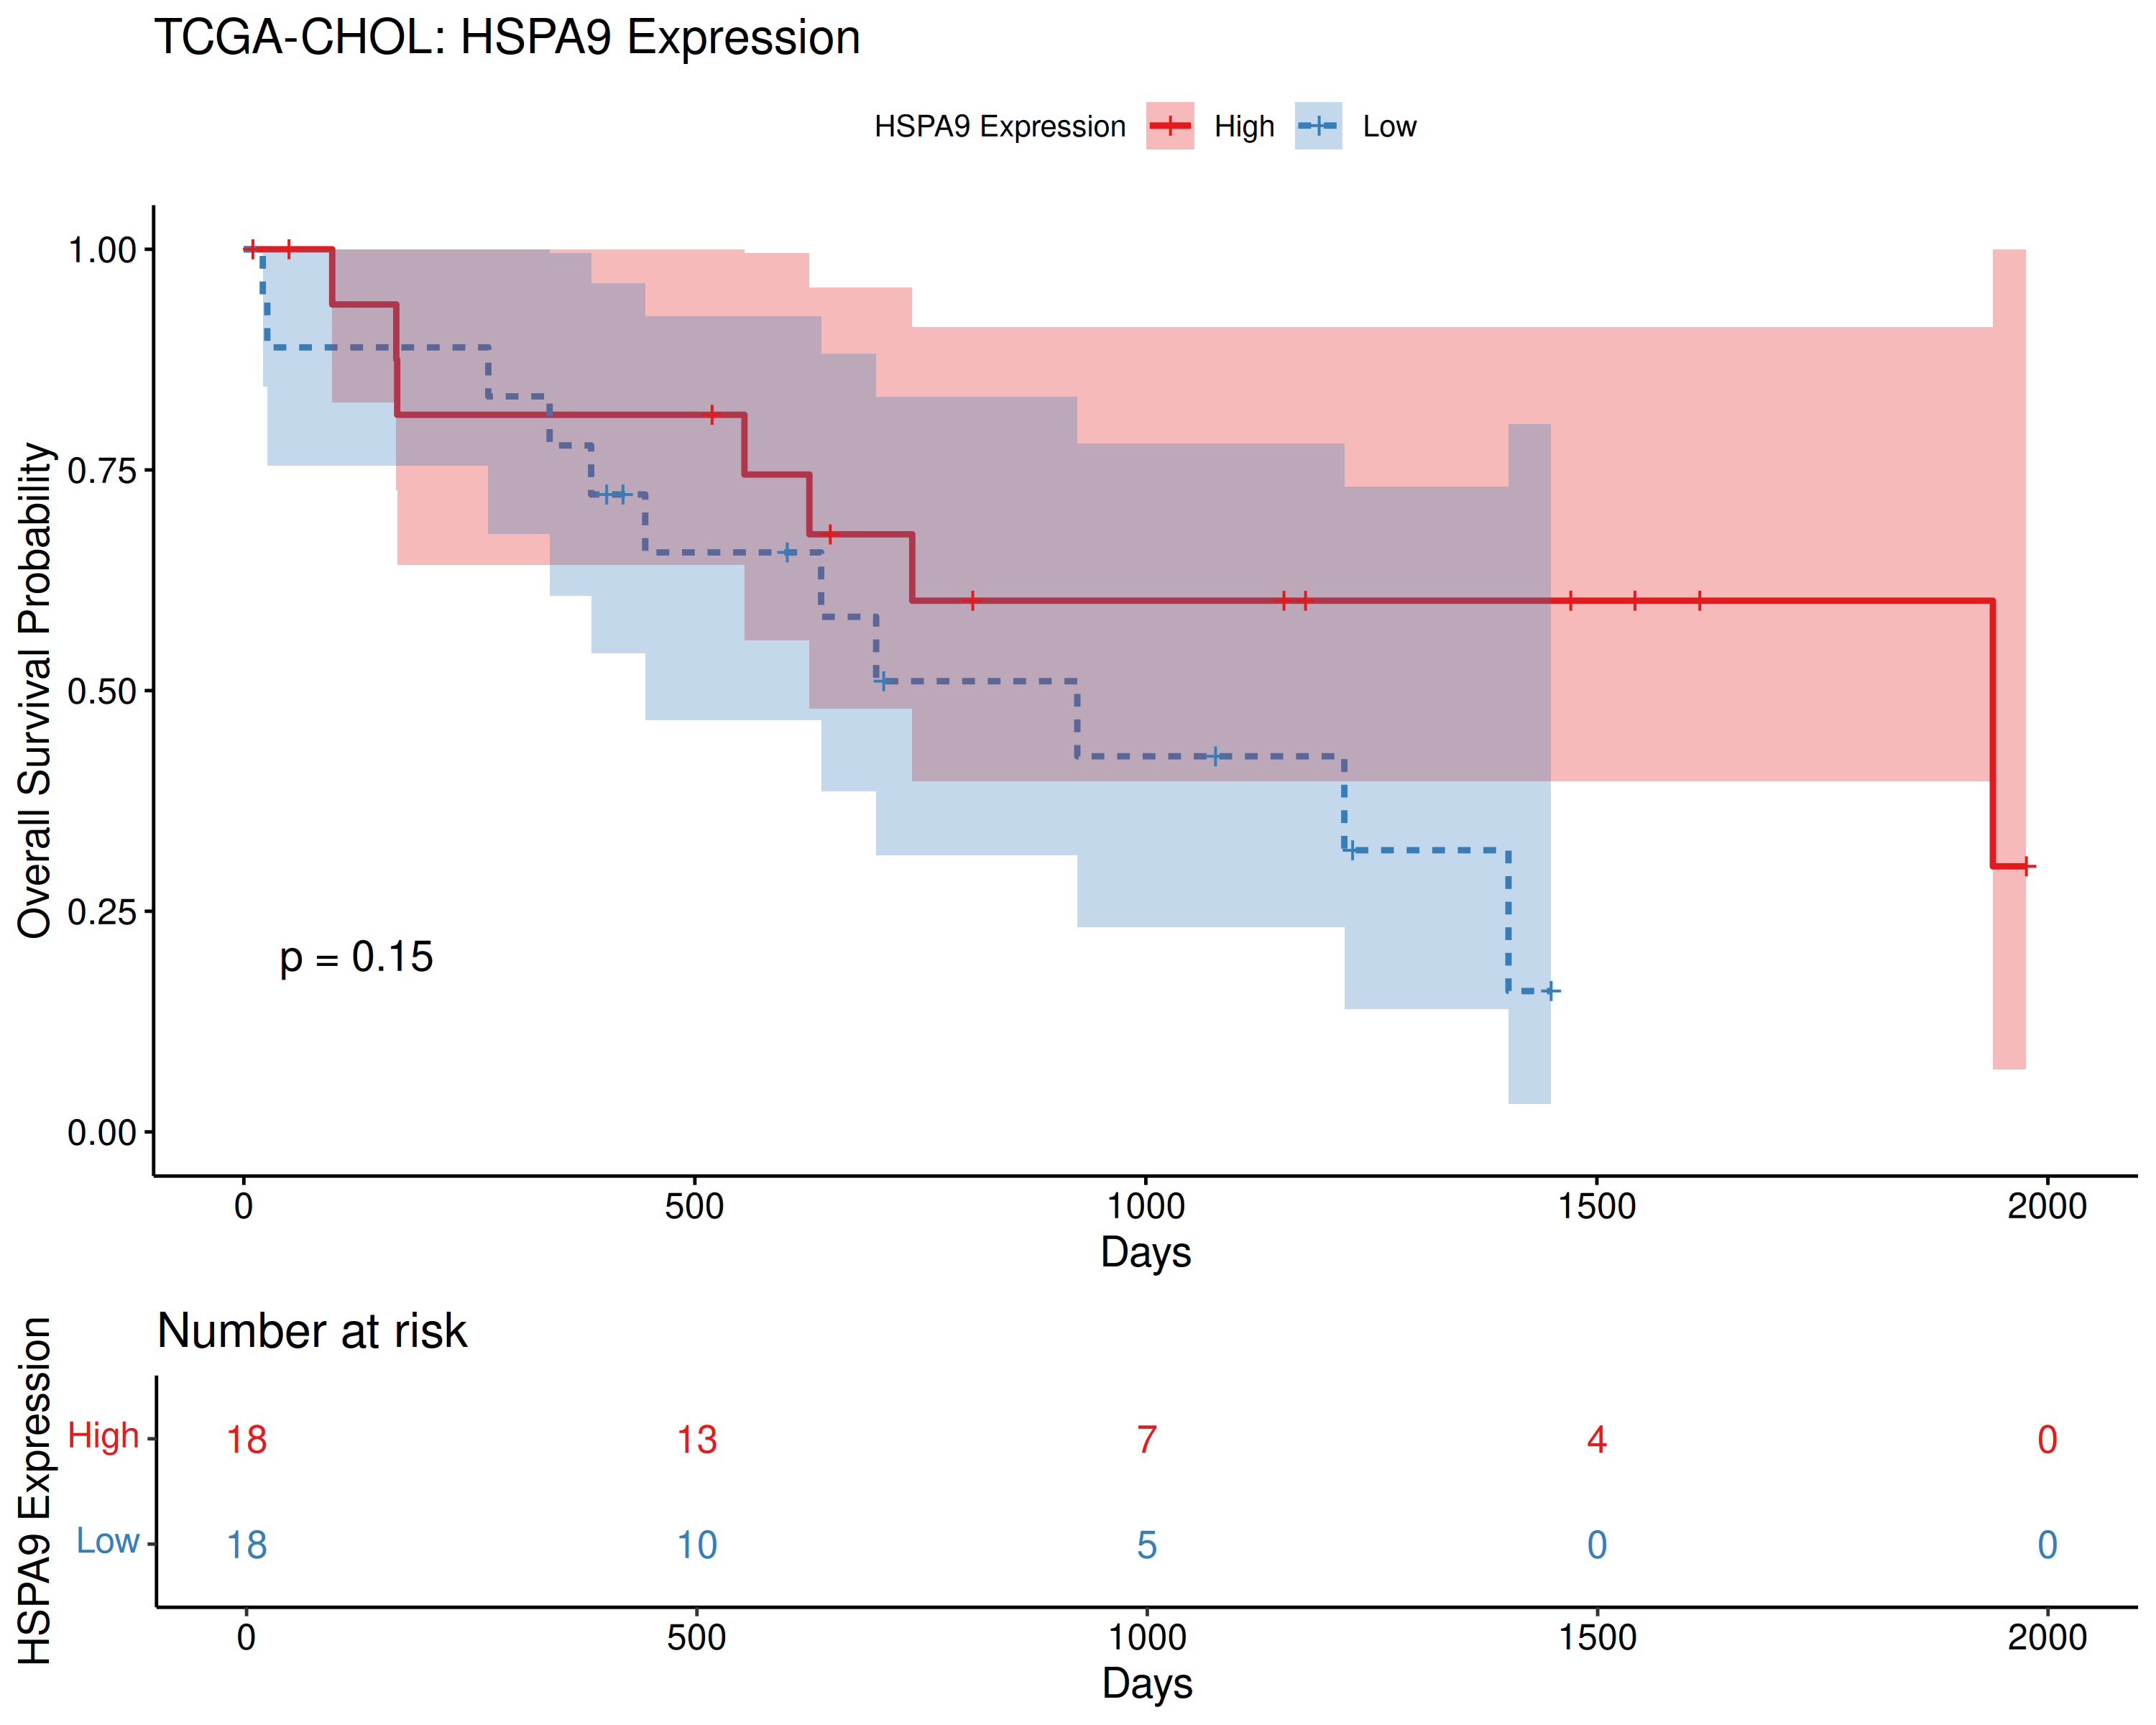 TCGA-CHOL: HSPA9 Expression
HSPA9 Expression High Low
Overall Survival Probability
1.00
0.75
0.50
0.25
0.00
p = 0.15
0 500 1000 1500 2000
Days
Number at risk
HSPA9 Expression
High 18 13 7 4 0
Low 18 10 5 0 0
0 500 1000 1500 2000
Days